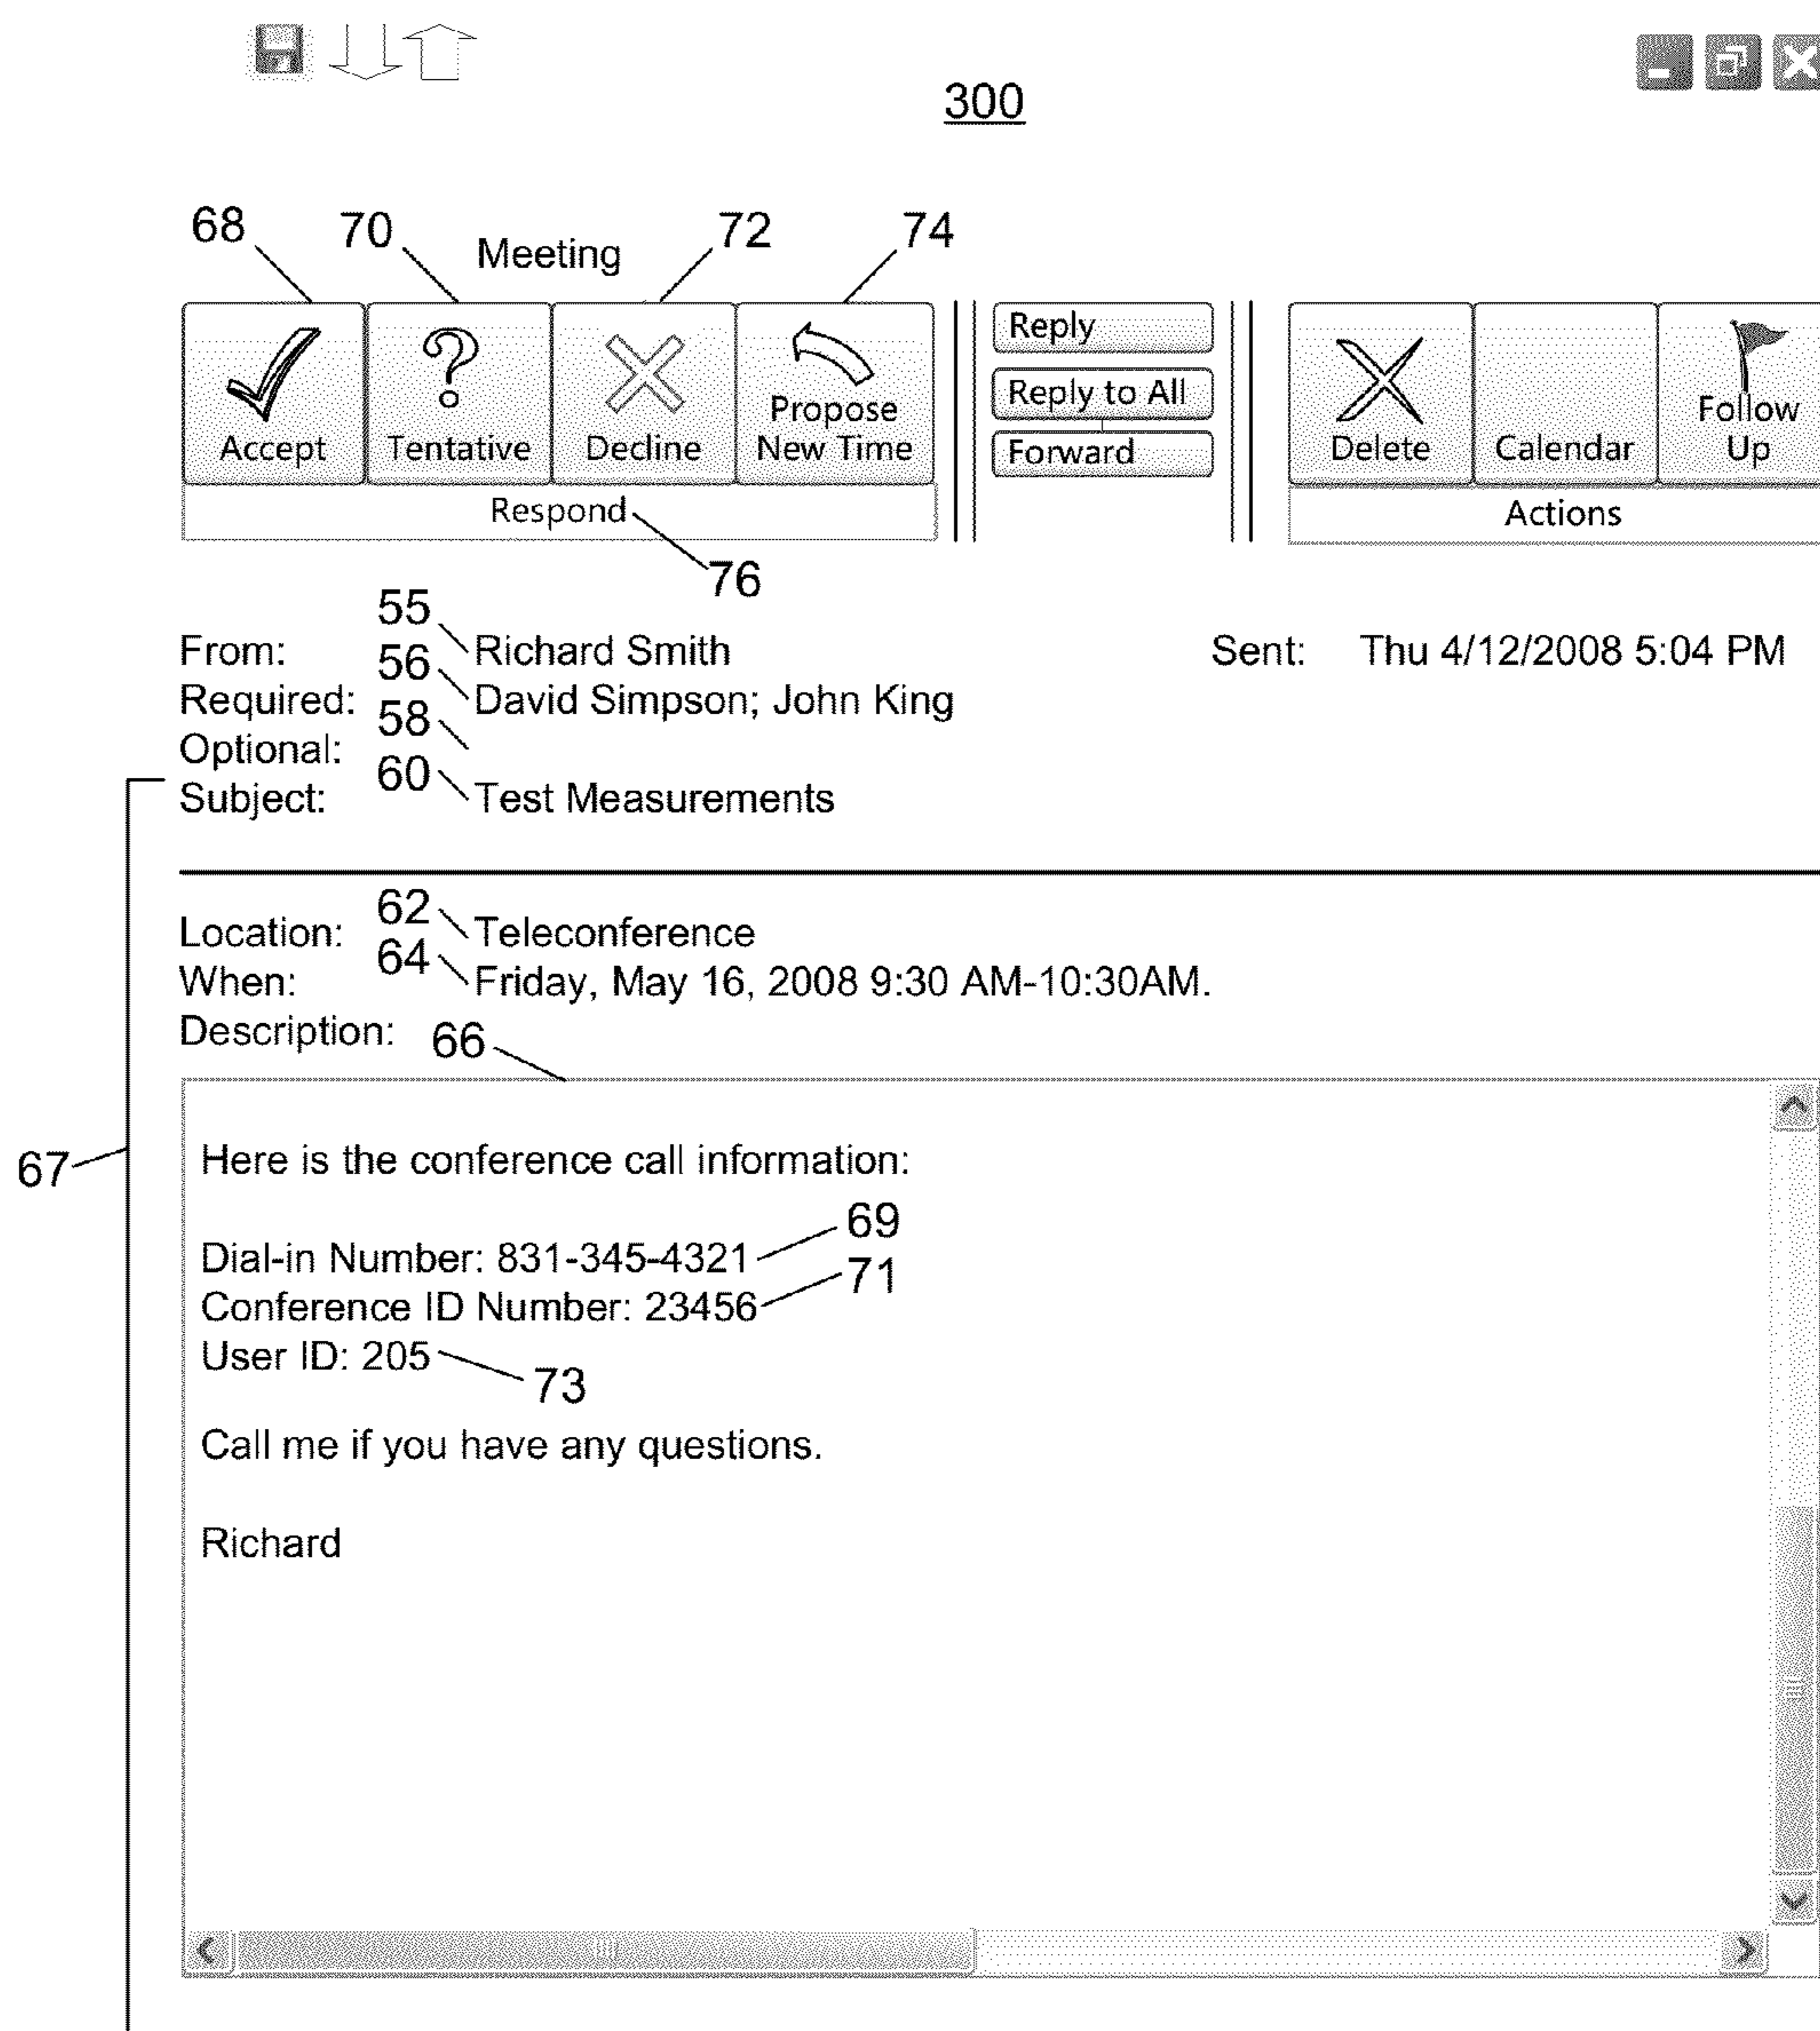 300
68 70 Meeting 72 74
Accept Tentative Decline Propose New Time
Reply
Reply to All
Forward
Delete Calendar Follow Up
Respond
Actions
76
55
From: Richard Smith Sent: Thu 4/12/2008 5:04 PM
56
Required: David Simpson; John King
58
Optional:
60
Subject: Test Measurements
62
Location: Teleconference
64
When: Friday, May 16, 2008 9:30 AM-10:30AM.
Description: 66
67
Here is the conference call information:
69
Dial-in Number: 831-345-4321
71
Conference ID Number: 23456
User ID: 205
73
Call me if you have any questions.
Richard